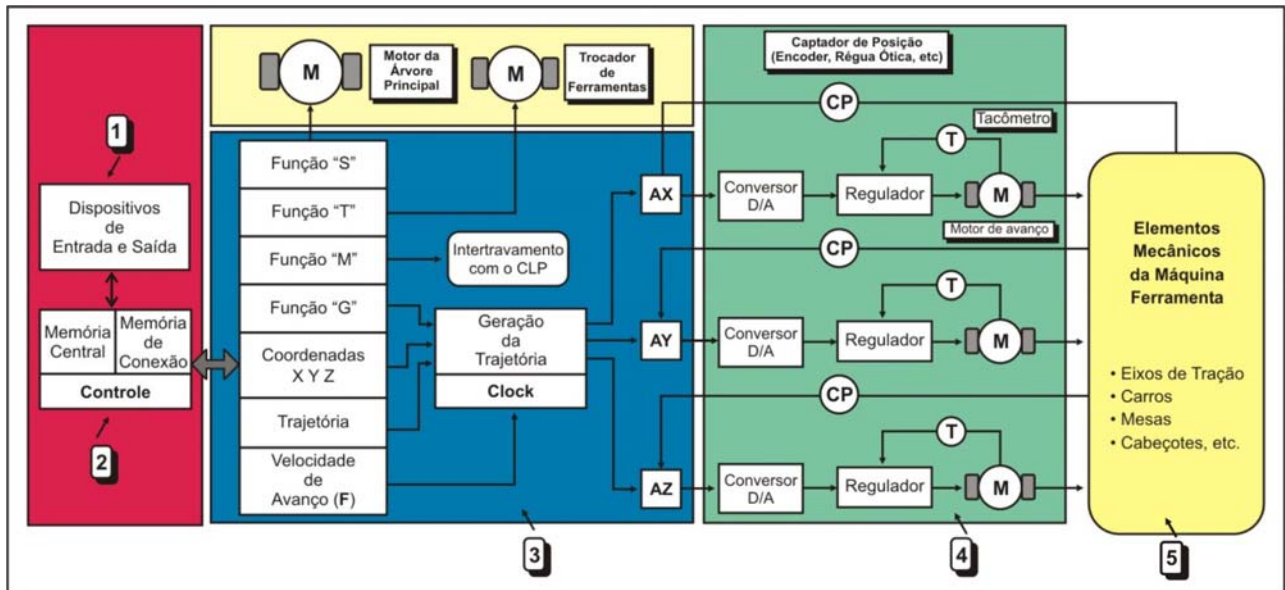 1
Dispositivos
de
Entrada e Saída
Memória
Central
Memória
de
Conexão
Controle
2
M
Motor da
Árvore
Principal
M
Trocador
de
Ferramentas
Função “S”
Função “T”
Função “M”
Função “G”
Coordenadas
X Y Z
Trajetória
Velocidade
de
Avanço (F)
Intertravamento
com o CLP
Geração
da
Trajetória
Clock
AX
AY
AZ
3
Captador de Posição
(Encoder, Régua Ótica, etc)
CP
Tacômetro
T
Conversor
D/A
Regulador
M
Motor de avanço
CP
T
Conversor
D/A
Regulador
M
CP
T
Conversor
D/A
Regulador
M
4
Elementos
Mecânicos
da Máquina
Ferramenta
• Eixos de Tração
• Carros
• Mesas
• Cabeçotes, etc.
5